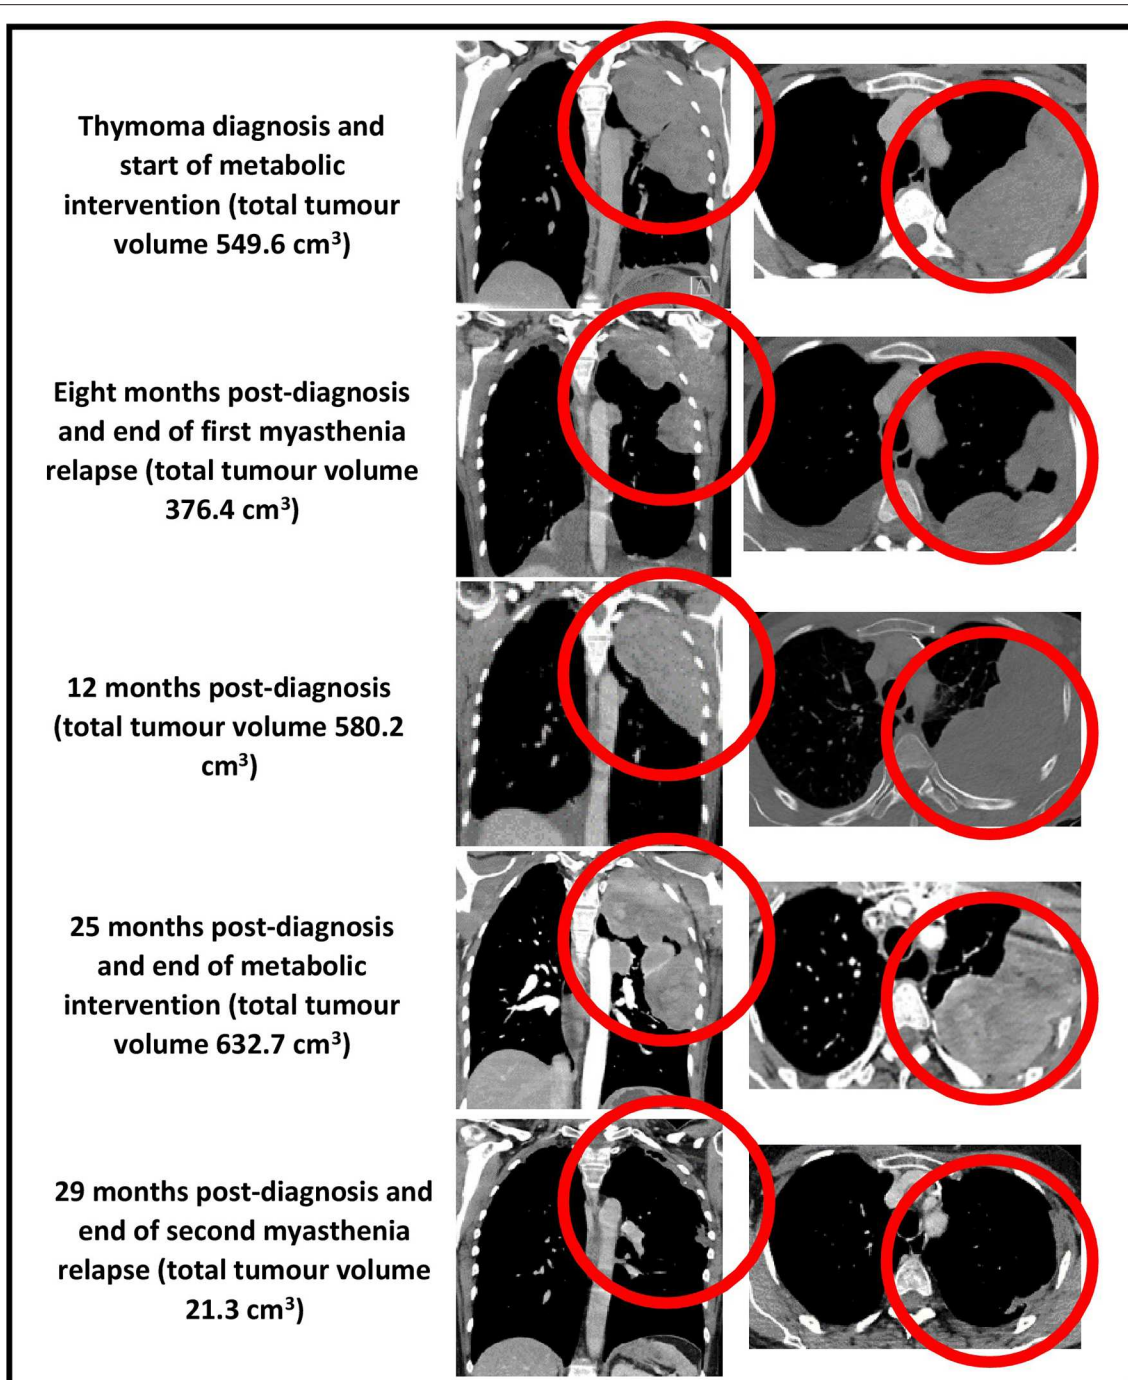 Thymoma diagnosis and
start of metabolic
intervention (total tumour
volume 549.6 cm³)
A
Eight months post-diagnosis
and end of first myasthenia
relapse (total tumour volume
376.4 cm³)
12 months post-diagnosis
(total tumour volume 580.2
cm³)
25 months post-diagnosis
and end of metabolic
intervention (total tumour
volume 632.7 cm³)
29 months post-diagnosis and
end of second myasthenia
relapse (total tumour volume
21.3 cm³)